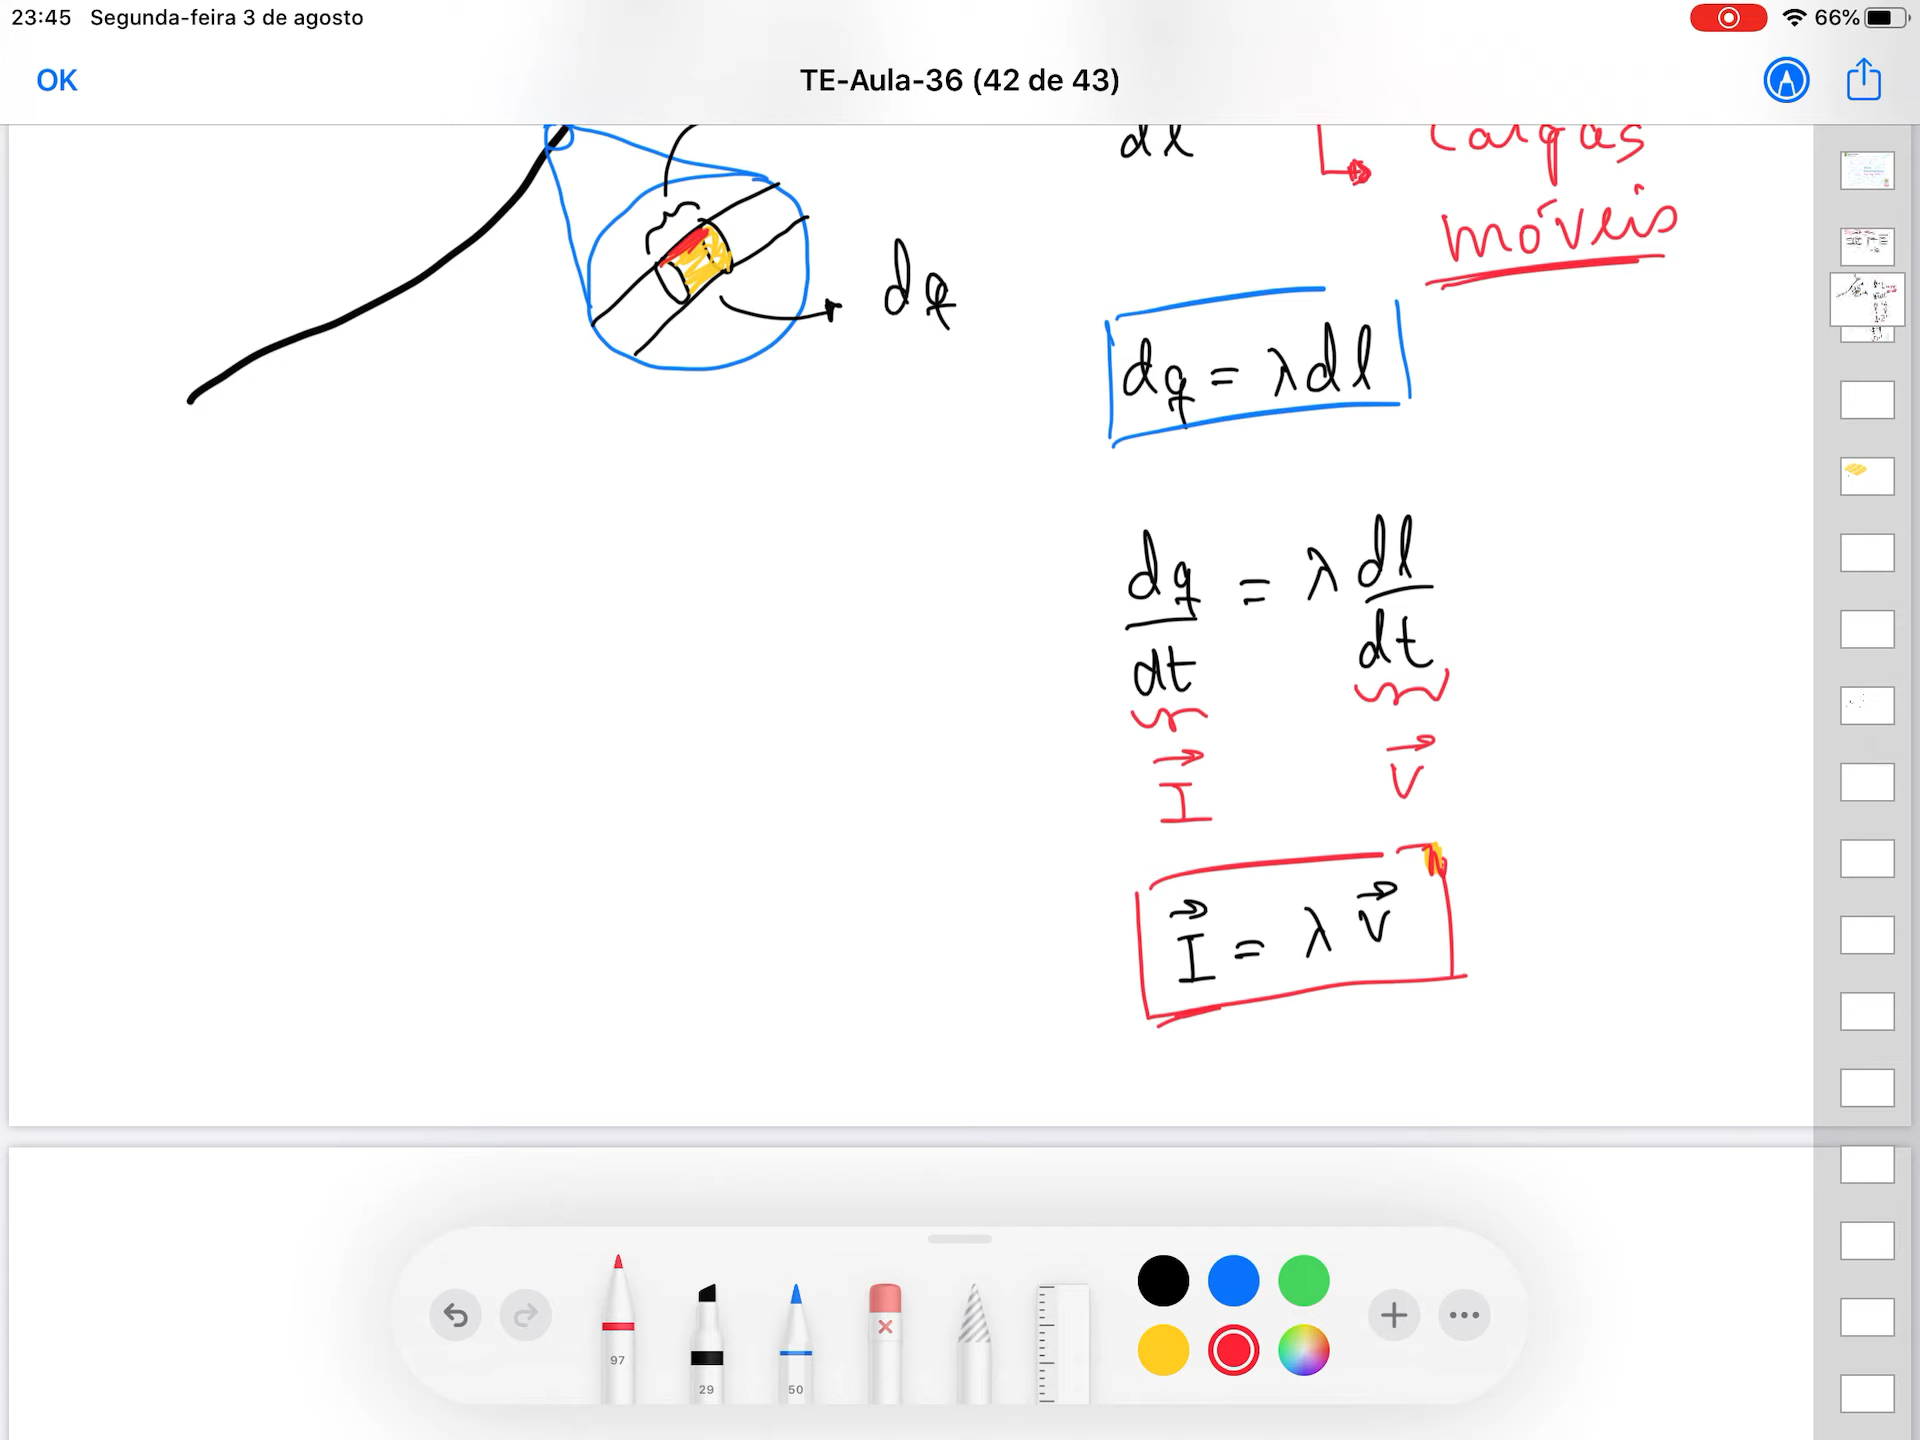 23:45 Segunda-feira 3 de agosto
66%
OK
TE-Aula-36 (42 de 43)
dl
Cargas
móveis
dq
dq = λdl
dq/dt = λ dl/dt
I⃗
v⃗
I⃗ = λ v⃗
97
29
50